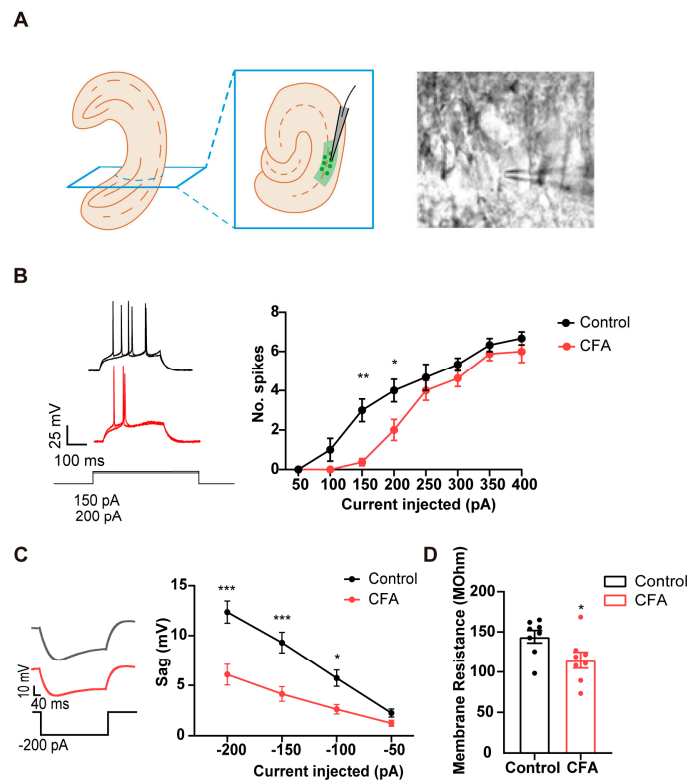 A
B
25 mV
100 ms
150 pA
200 pA
No. spikes
8
6
4
2
0
**
*
Control
CFA
50 100 150 200 250 300 350 400
Current injected (pA)
C
10 mV
40 ms
-200 pA
Sag (mV)
15
10
5
0
***
***
*
Control
CFA
-200 -150 -100 -50
Current injected (pA)
D
Membrane Resistance (MOhm)
200
150
100
50
0
*
Control
CFA
Control CFA